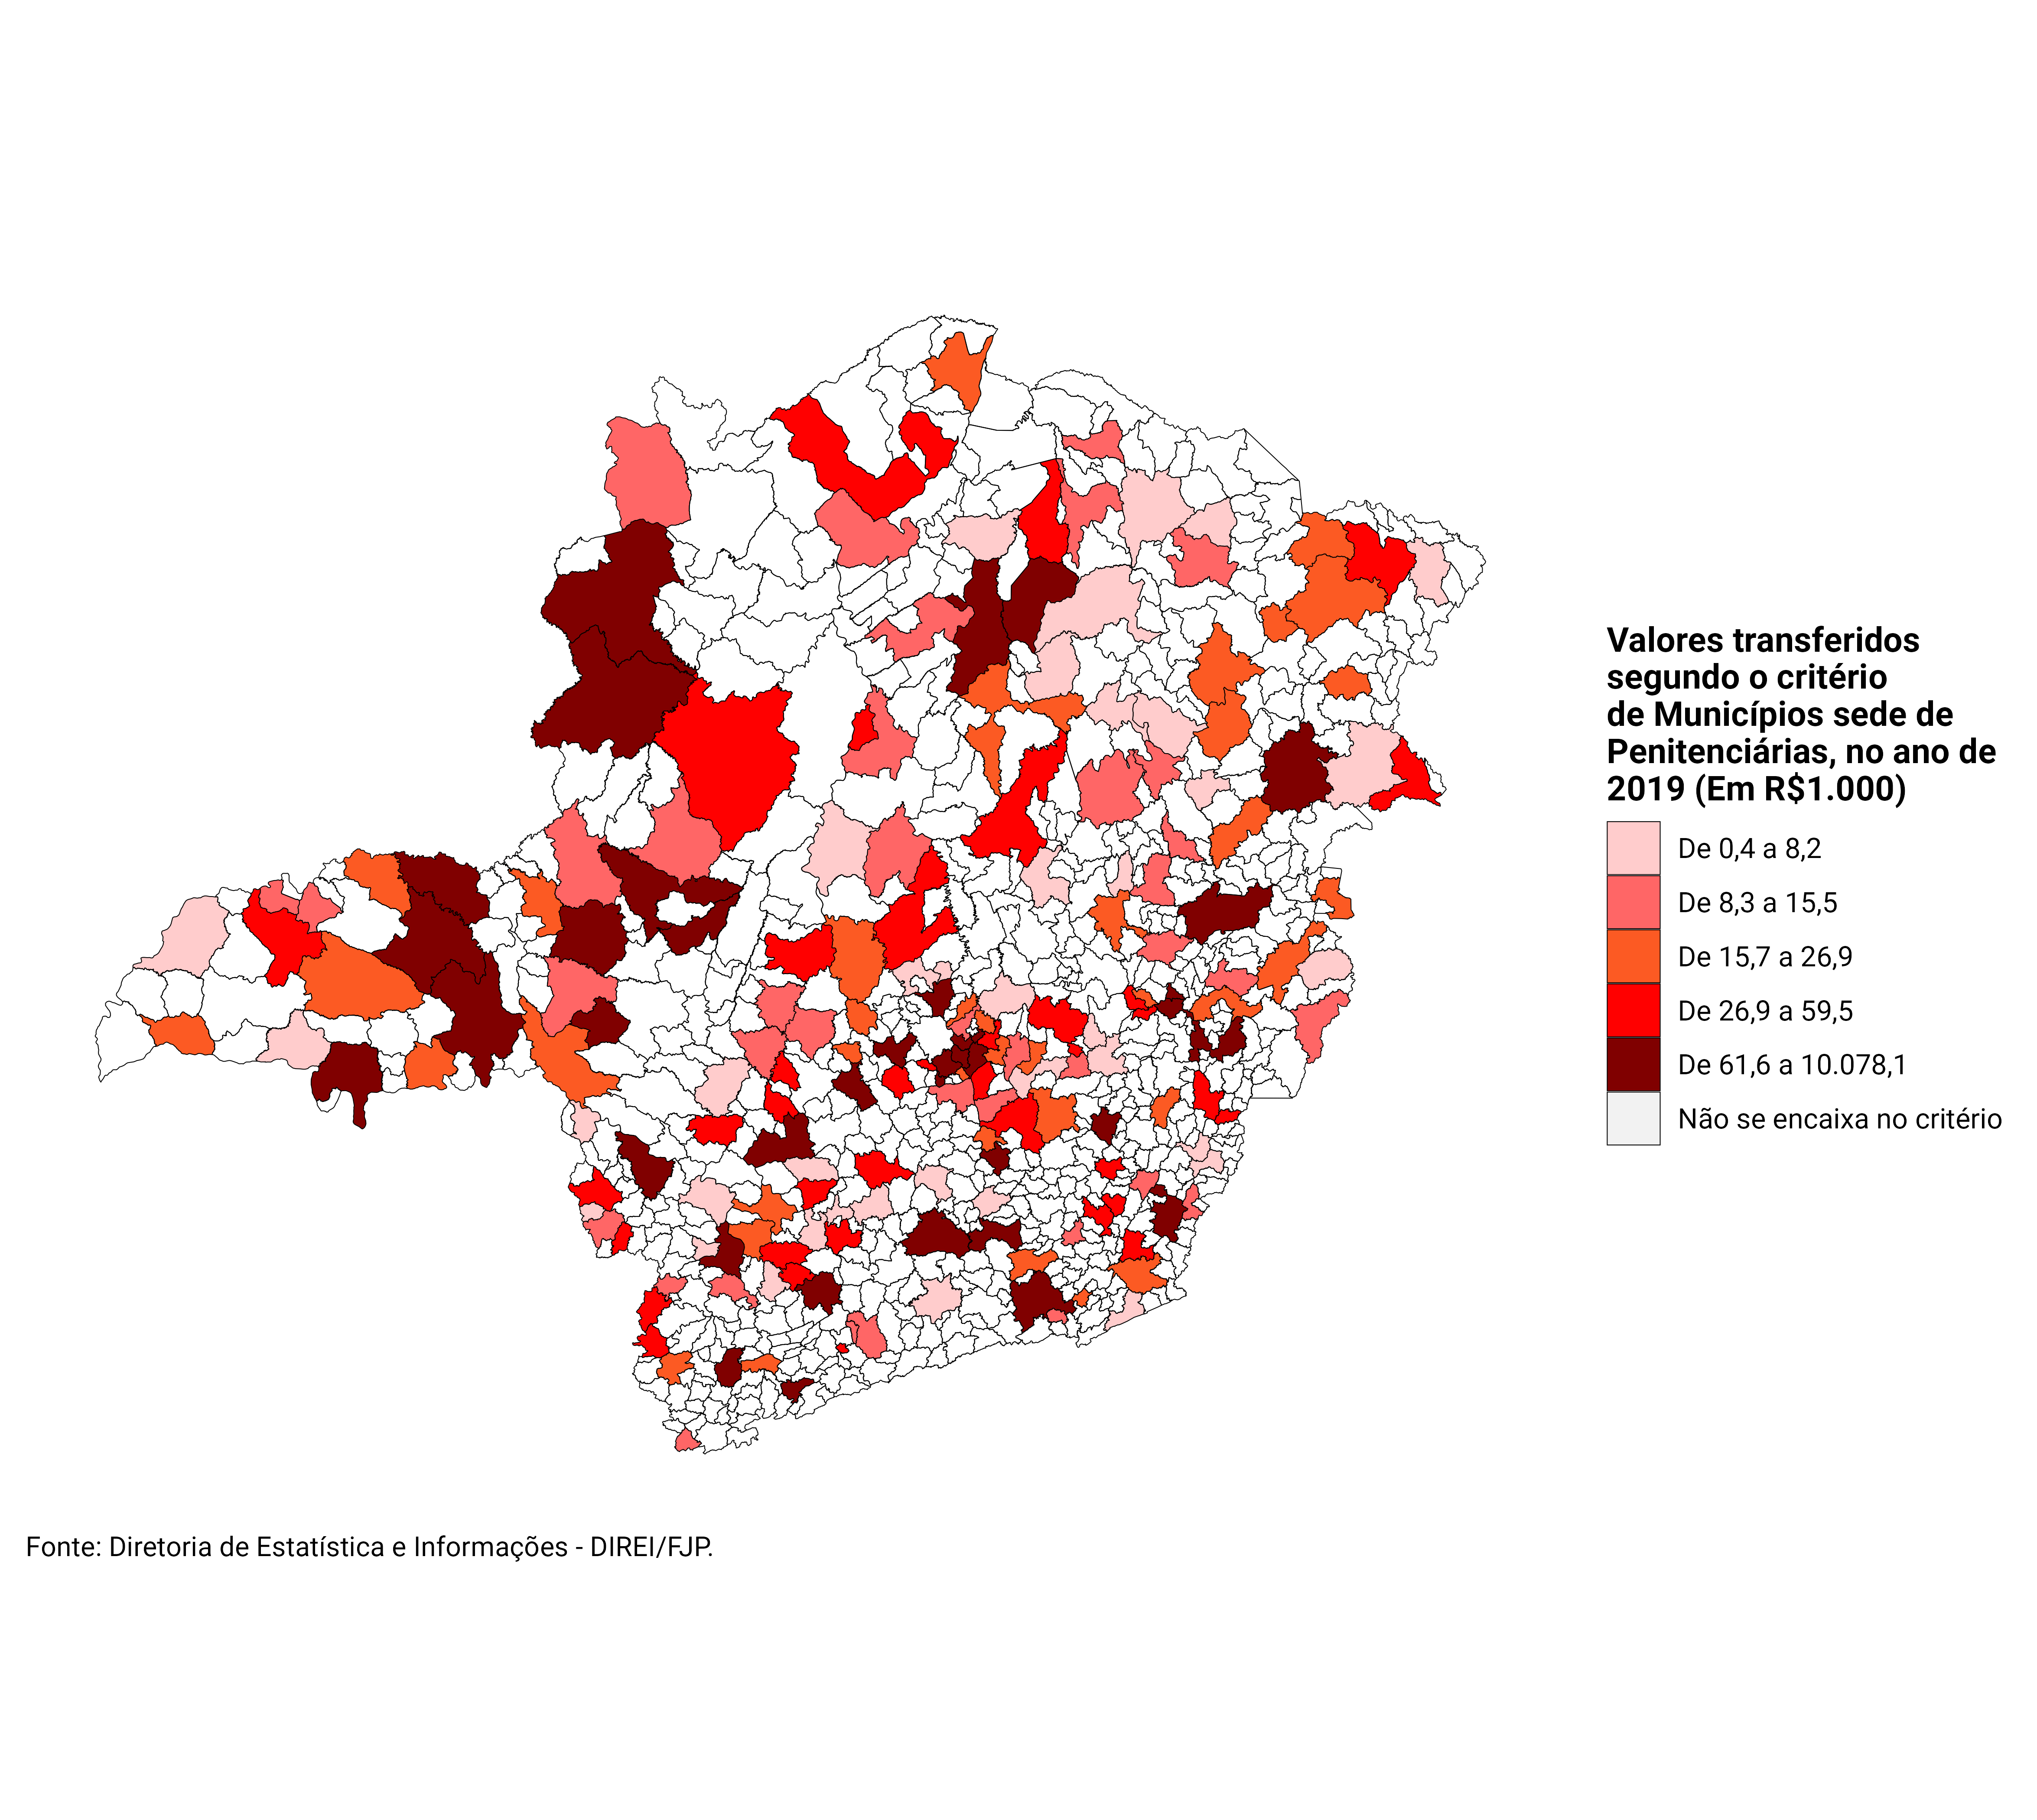 Valores transferidos
segundo o critério
de Municípios sede de
Penitenciárias, no ano de
2019 (Em R$1.000)
De 0,4 a 8,2
De 8,3 a 15,5
De 15,7 a 26,9
De 26,9 a 59,5
De 61,6 a 10.078,1
Não se encaixa no critério
Fonte: Diretoria de Estatística e Informações - DIREI/FJP.